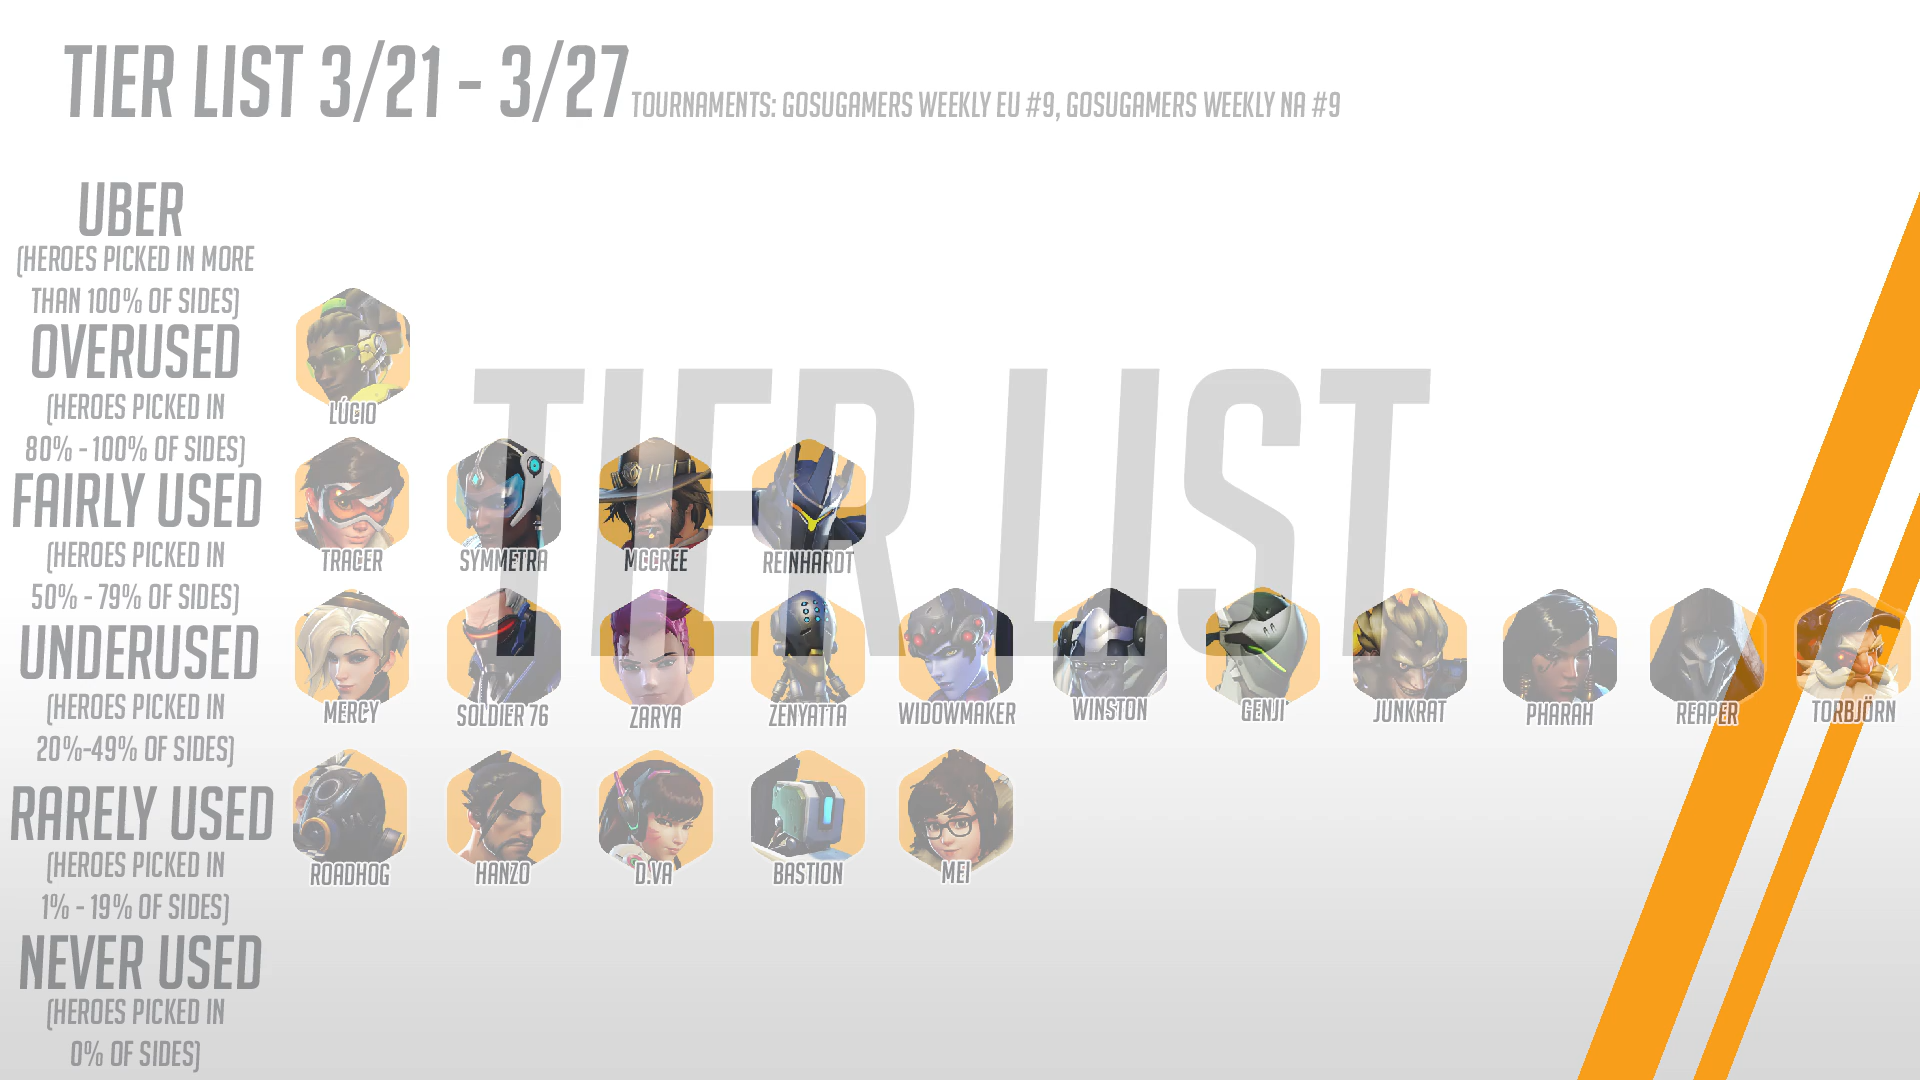 TIER LIST 3/21 - 3/27 TOURNAMENTS: GOSUGAMERS WEEKLY EU #9, GOSUGAMERS WEEKLY NA #9
UBER
(HEROES PICKED IN MORE
THAN 100% OF SIDES)
OVERUSED
(HEROES PICKED IN
80% - 100% OF SIDES)
LÚCIO
FAIRLY USED
(HEROES PICKED IN
50% - 79% OF SIDES)
TRACER SYMMETRA MCCREE REINHARDT
UNDERUSED
(HEROES PICKED IN
20%-49% OF SIDES)
MERCY SOLDIER 76 ZARYA ZENYATTA WIDOWMAKER WINSTON GENJI JUNKRAT PHARAH REAPER TORBJÖRN
RARELY USED
(HEROES PICKED IN
1% - 19% OF SIDES)
ROADHOG HANZO D.VA BASTION MEI
NEVER USED
(HEROES PICKED IN
0% OF SIDES)
TIER LIST